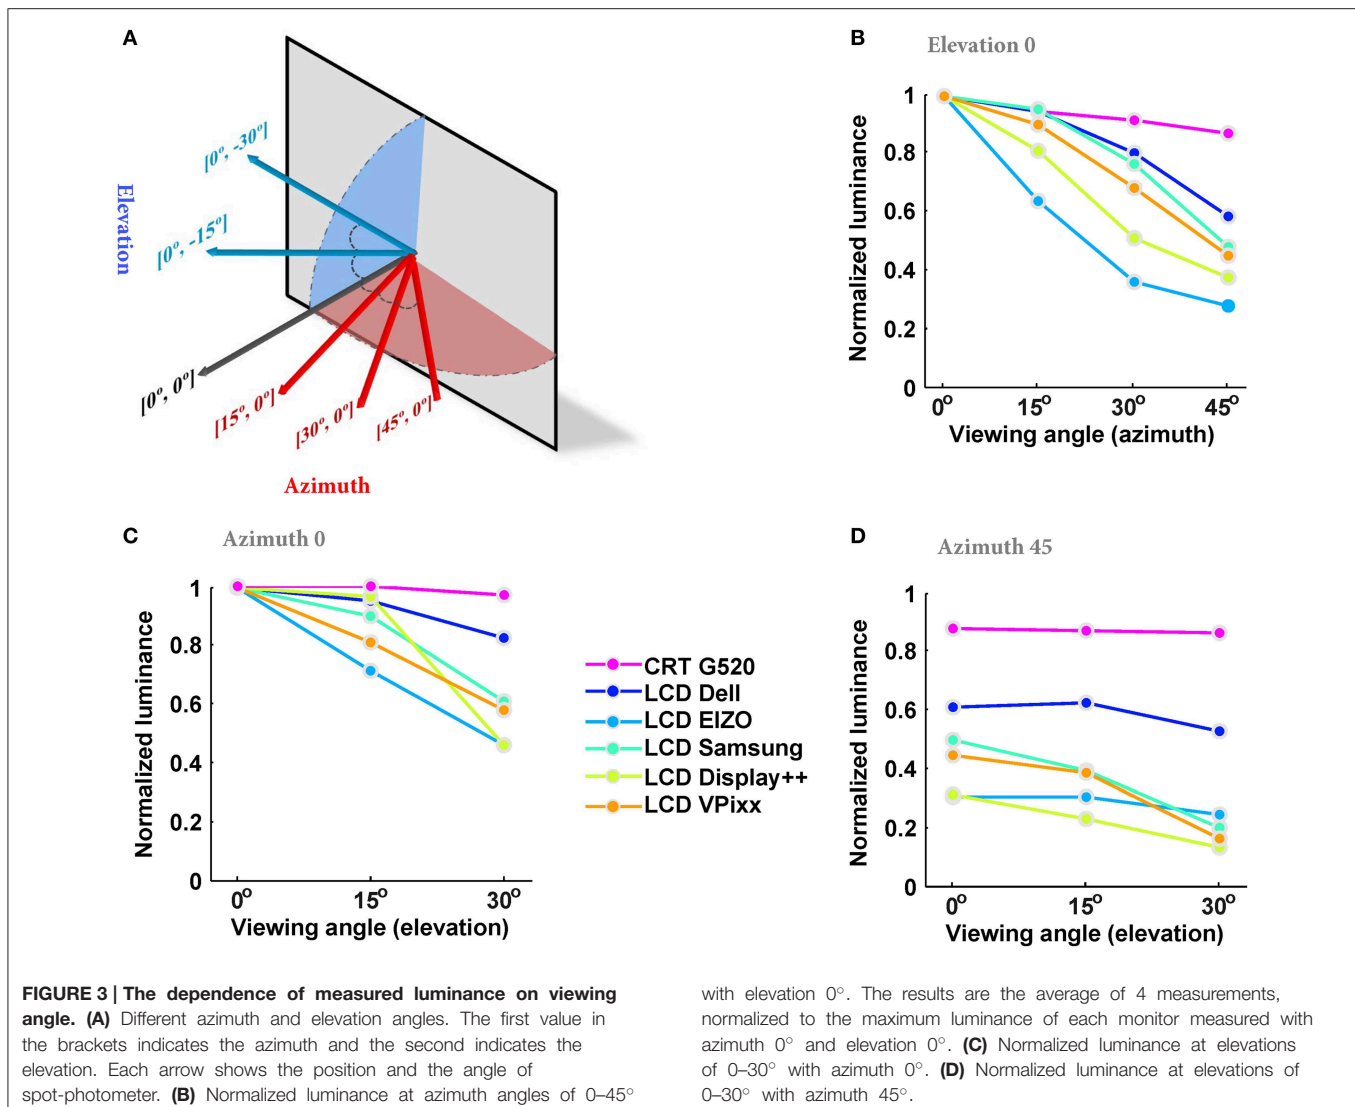 A
[0°, -30°]
Elevation
[0°, -15°]
[0°, 0°]
[15°, 0°]
[30°, 0°]
[45°, 0°]
Azimuth
B
Elevation 0
Normalized luminance
1
0.8
0.6
0.4
0.2
0
0° 15° 30° 45°
Viewing angle (azimuth)
C
Azimuth 0
Normalized luminance
1
0.8
0.6
0.4
0.2
0
0° 15° 30°
Viewing angle (elevation)
CRT G520
LCD Dell
LCD EIZO
LCD Samsung
LCD Display++
LCD VPixx
D
Azimuth 45
Normalized luminance
1
0.8
0.6
0.4
0.2
0
0° 15° 30°
Viewing angle (elevation)
FIGURE 3 | The dependence of measured luminance on viewing
angle. (A) Different azimuth and elevation angles. The first value in
the brackets indicates the azimuth and the second indicates the
elevation. Each arrow shows the position and the angle of
spot-photometer. (B) Normalized luminance at azimuth angles of 0–45°
with elevation 0°. The results are the average of 4 measurements,
normalized to the maximum luminance of each monitor measured with
azimuth 0° and elevation 0°. (C) Normalized luminance at elevations
of 0–30° with azimuth 0°. (D) Normalized luminance at elevations of
0–30° with azimuth 45°.